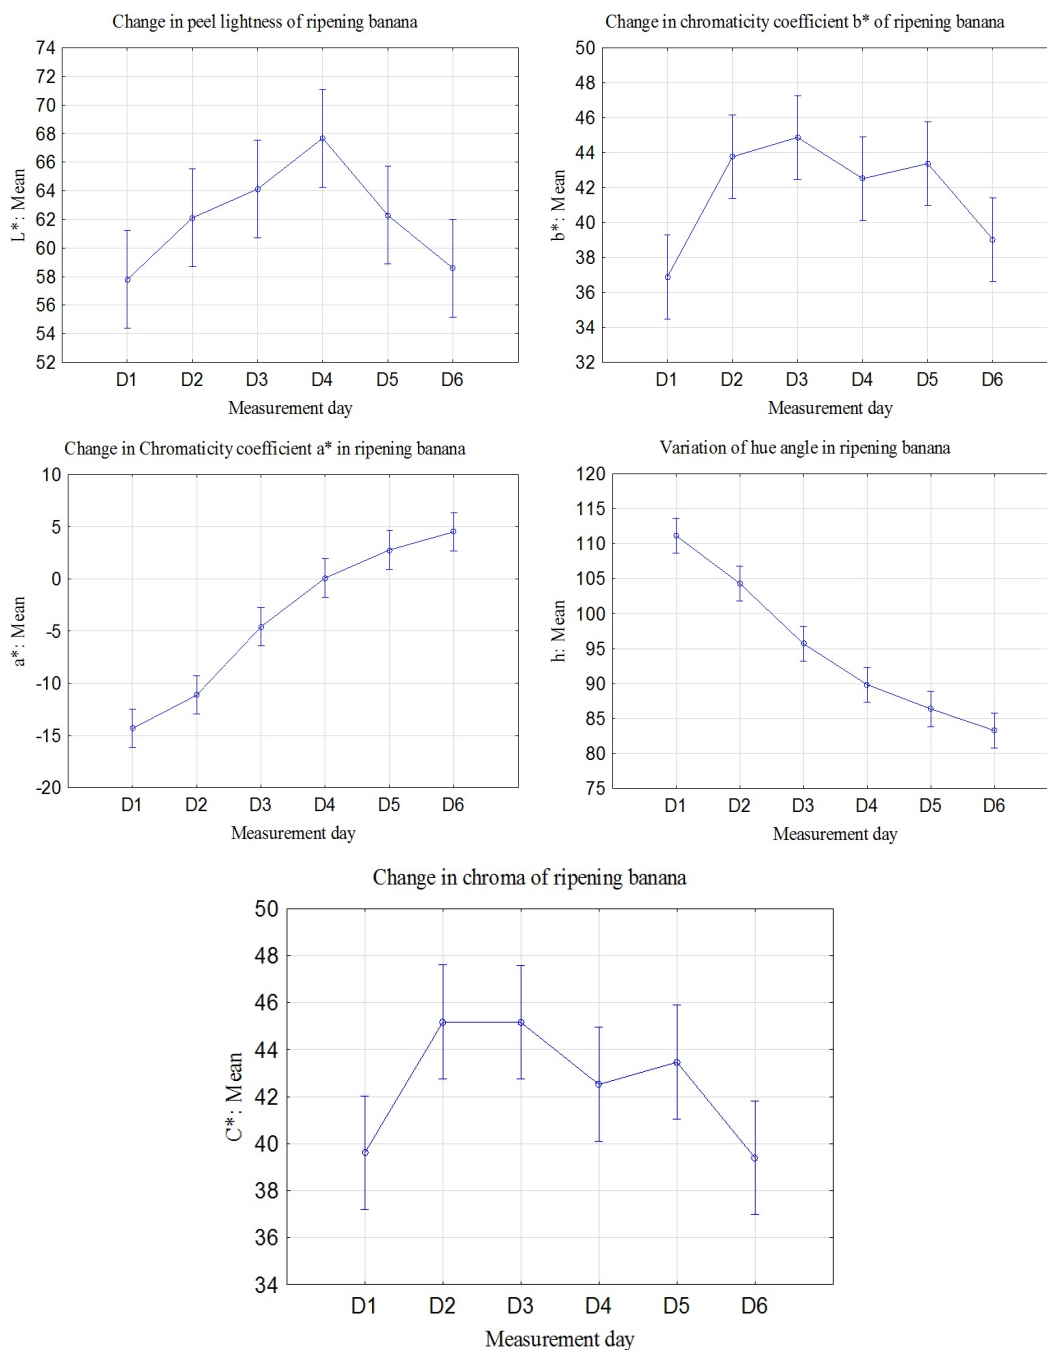 Change in peel lightness of ripening banana
74
72
70
68
66
64
62
60
58
56
54
52
L*: Mean
D1 D2 D3 D4 D5 D6
Measurement day
Change in chromaticity coefficient b* of ripening banana
50
48
46
44
42
40
38
36
34
32
b*: Mean
D1 D2 D3 D4 D5 D6
Measurement day
Change in Chromaticity coefficient a* in ripening banana
10
5
0
-5
-10
-15
-20
a*: Mean
D1 D2 D3 D4 D5 D6
Measurement day
Variation of hue angle in ripening banana
120
115
110
105
100
95
90
85
80
75
h: Mean
D1 D2 D3 D4 D5 D6
Measurement day
Change in chroma of ripening banana
50
48
46
44
42
40
38
36
34
C*: Mean
D1 D2 D3 D4 D5 D6
Measurement day